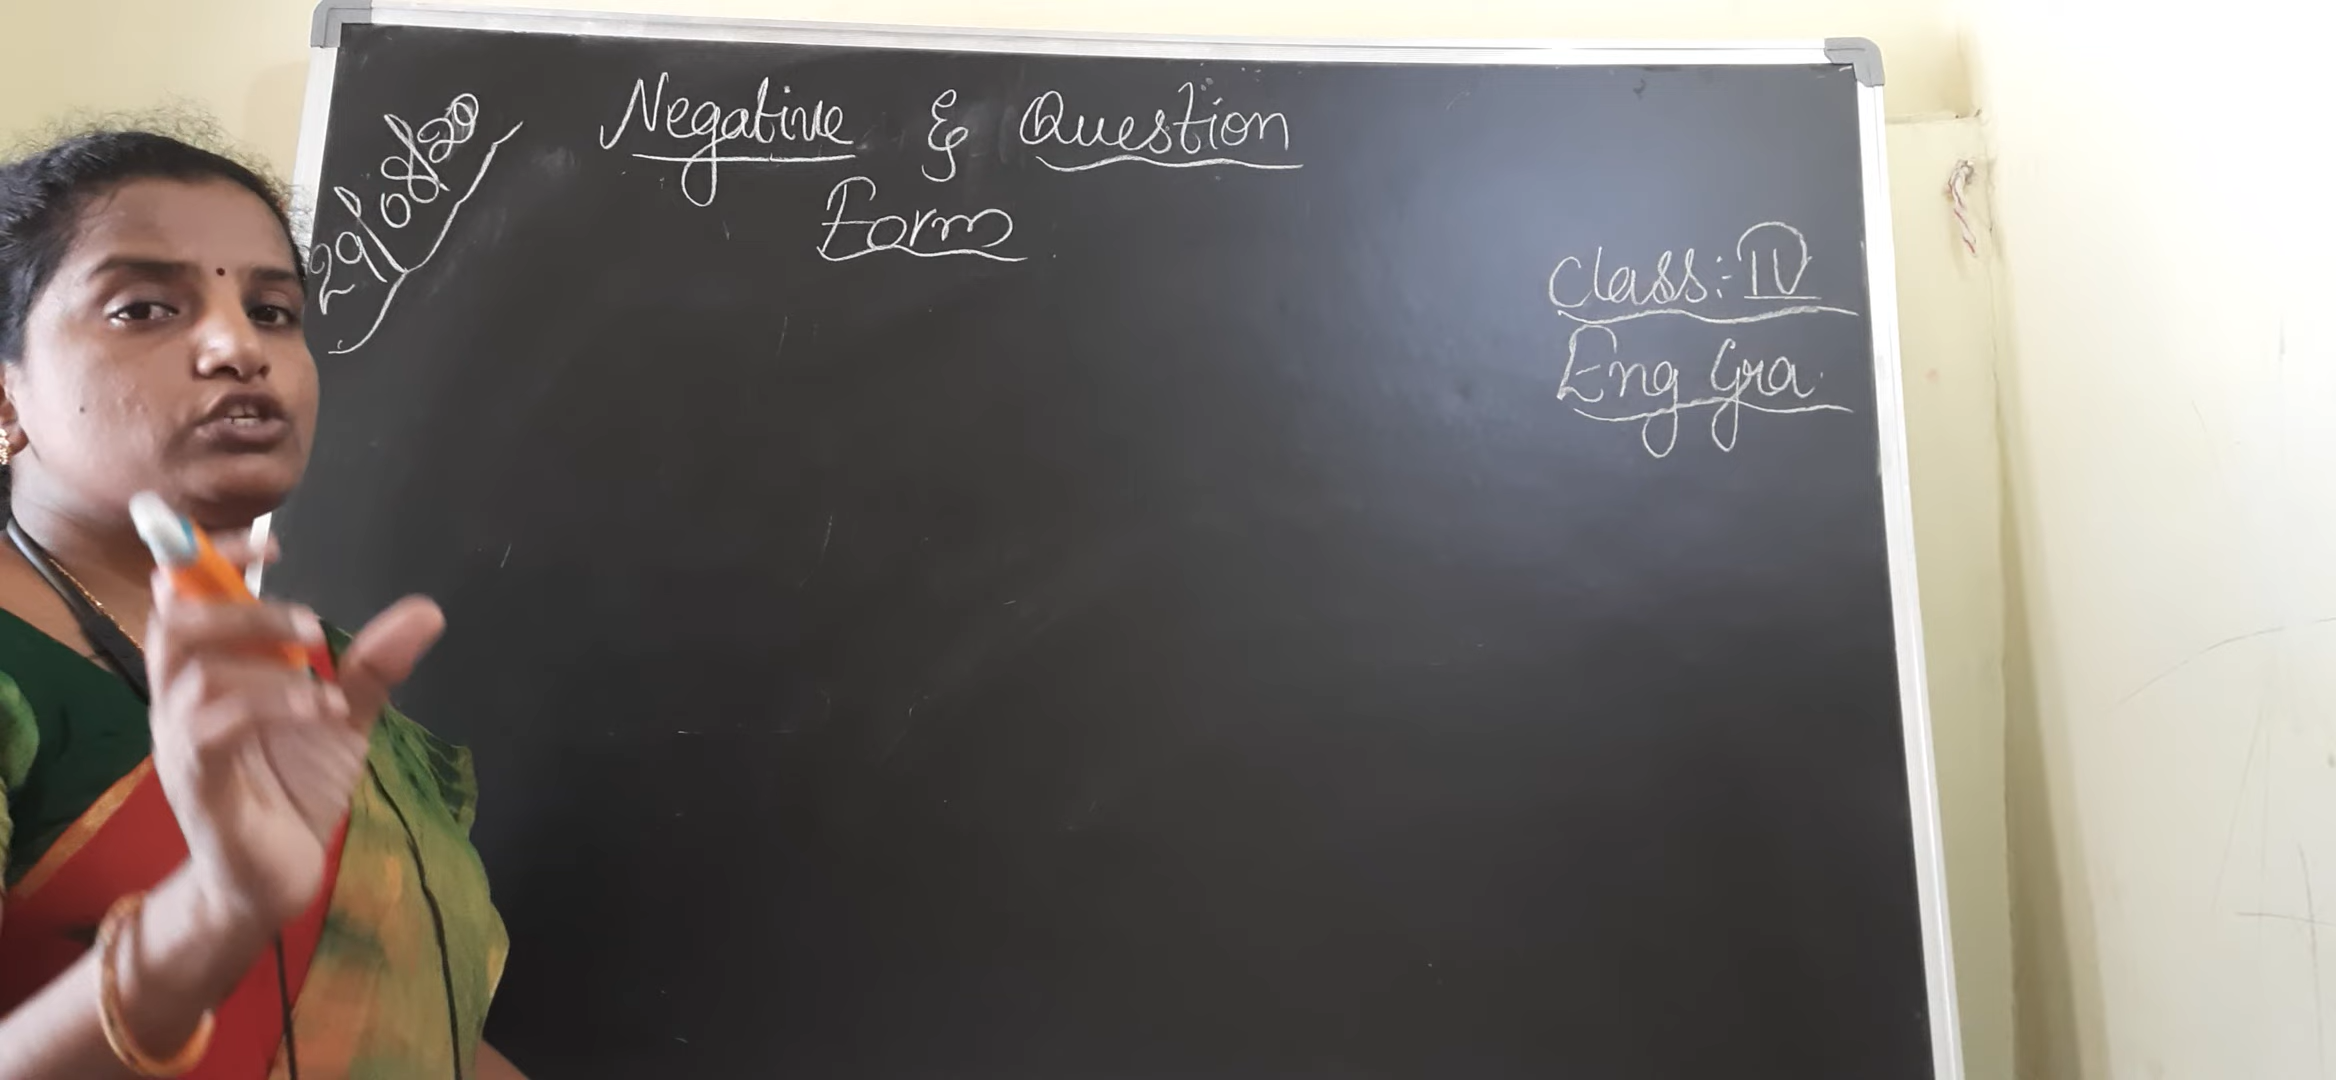 29/08/20
Negative & Question
Form
Class:- IV
Eng Gra.